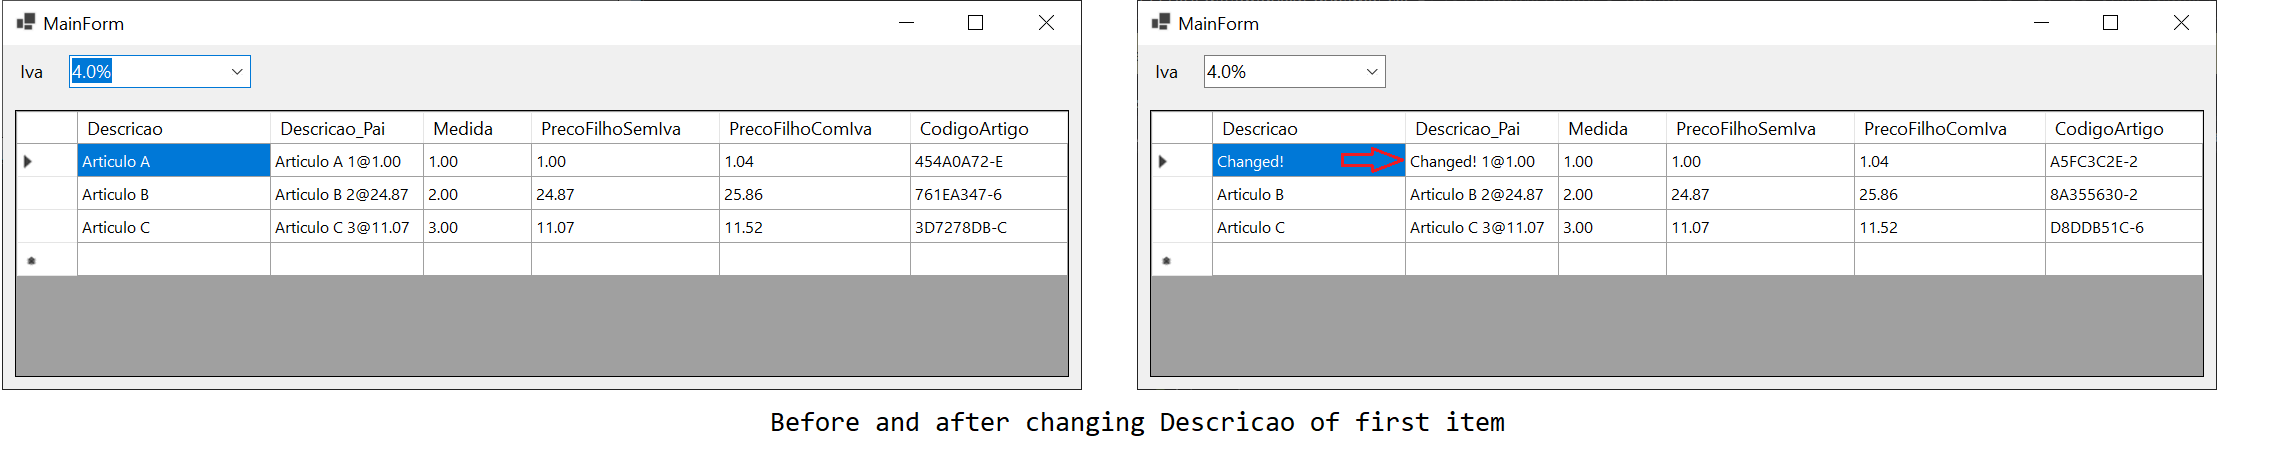 MainForm
Iva 4.0%
Descricao Descricao_Pai Medida PrecoFilhoSemIva PrecoFilhoComIva CodigoArtigo
Articulo A Articulo A 1@1.00 1.00 1.00 1.04 454A0A72-E
Articulo B Articulo B 2@24.87 2.00 24.87 25.86 761EA347-6
Articulo C Articulo C 3@11.07 3.00 11.07 11.52 3D7278DB-C
MainForm
Iva 4.0%
Descricao Descricao_Pai Medida PrecoFilhoSemIva PrecoFilhoComIva CodigoArtigo
Changed! Changed! 1@1.00 1.00 1.00 1.04 A5FC3C2E-2
Articulo B Articulo B 2@24.87 2.00 24.87 25.86 8A355630-2
Articulo C Articulo C 3@11.07 3.00 11.07 11.52 D8DDB51C-6
Before and after changing Descricao of first item